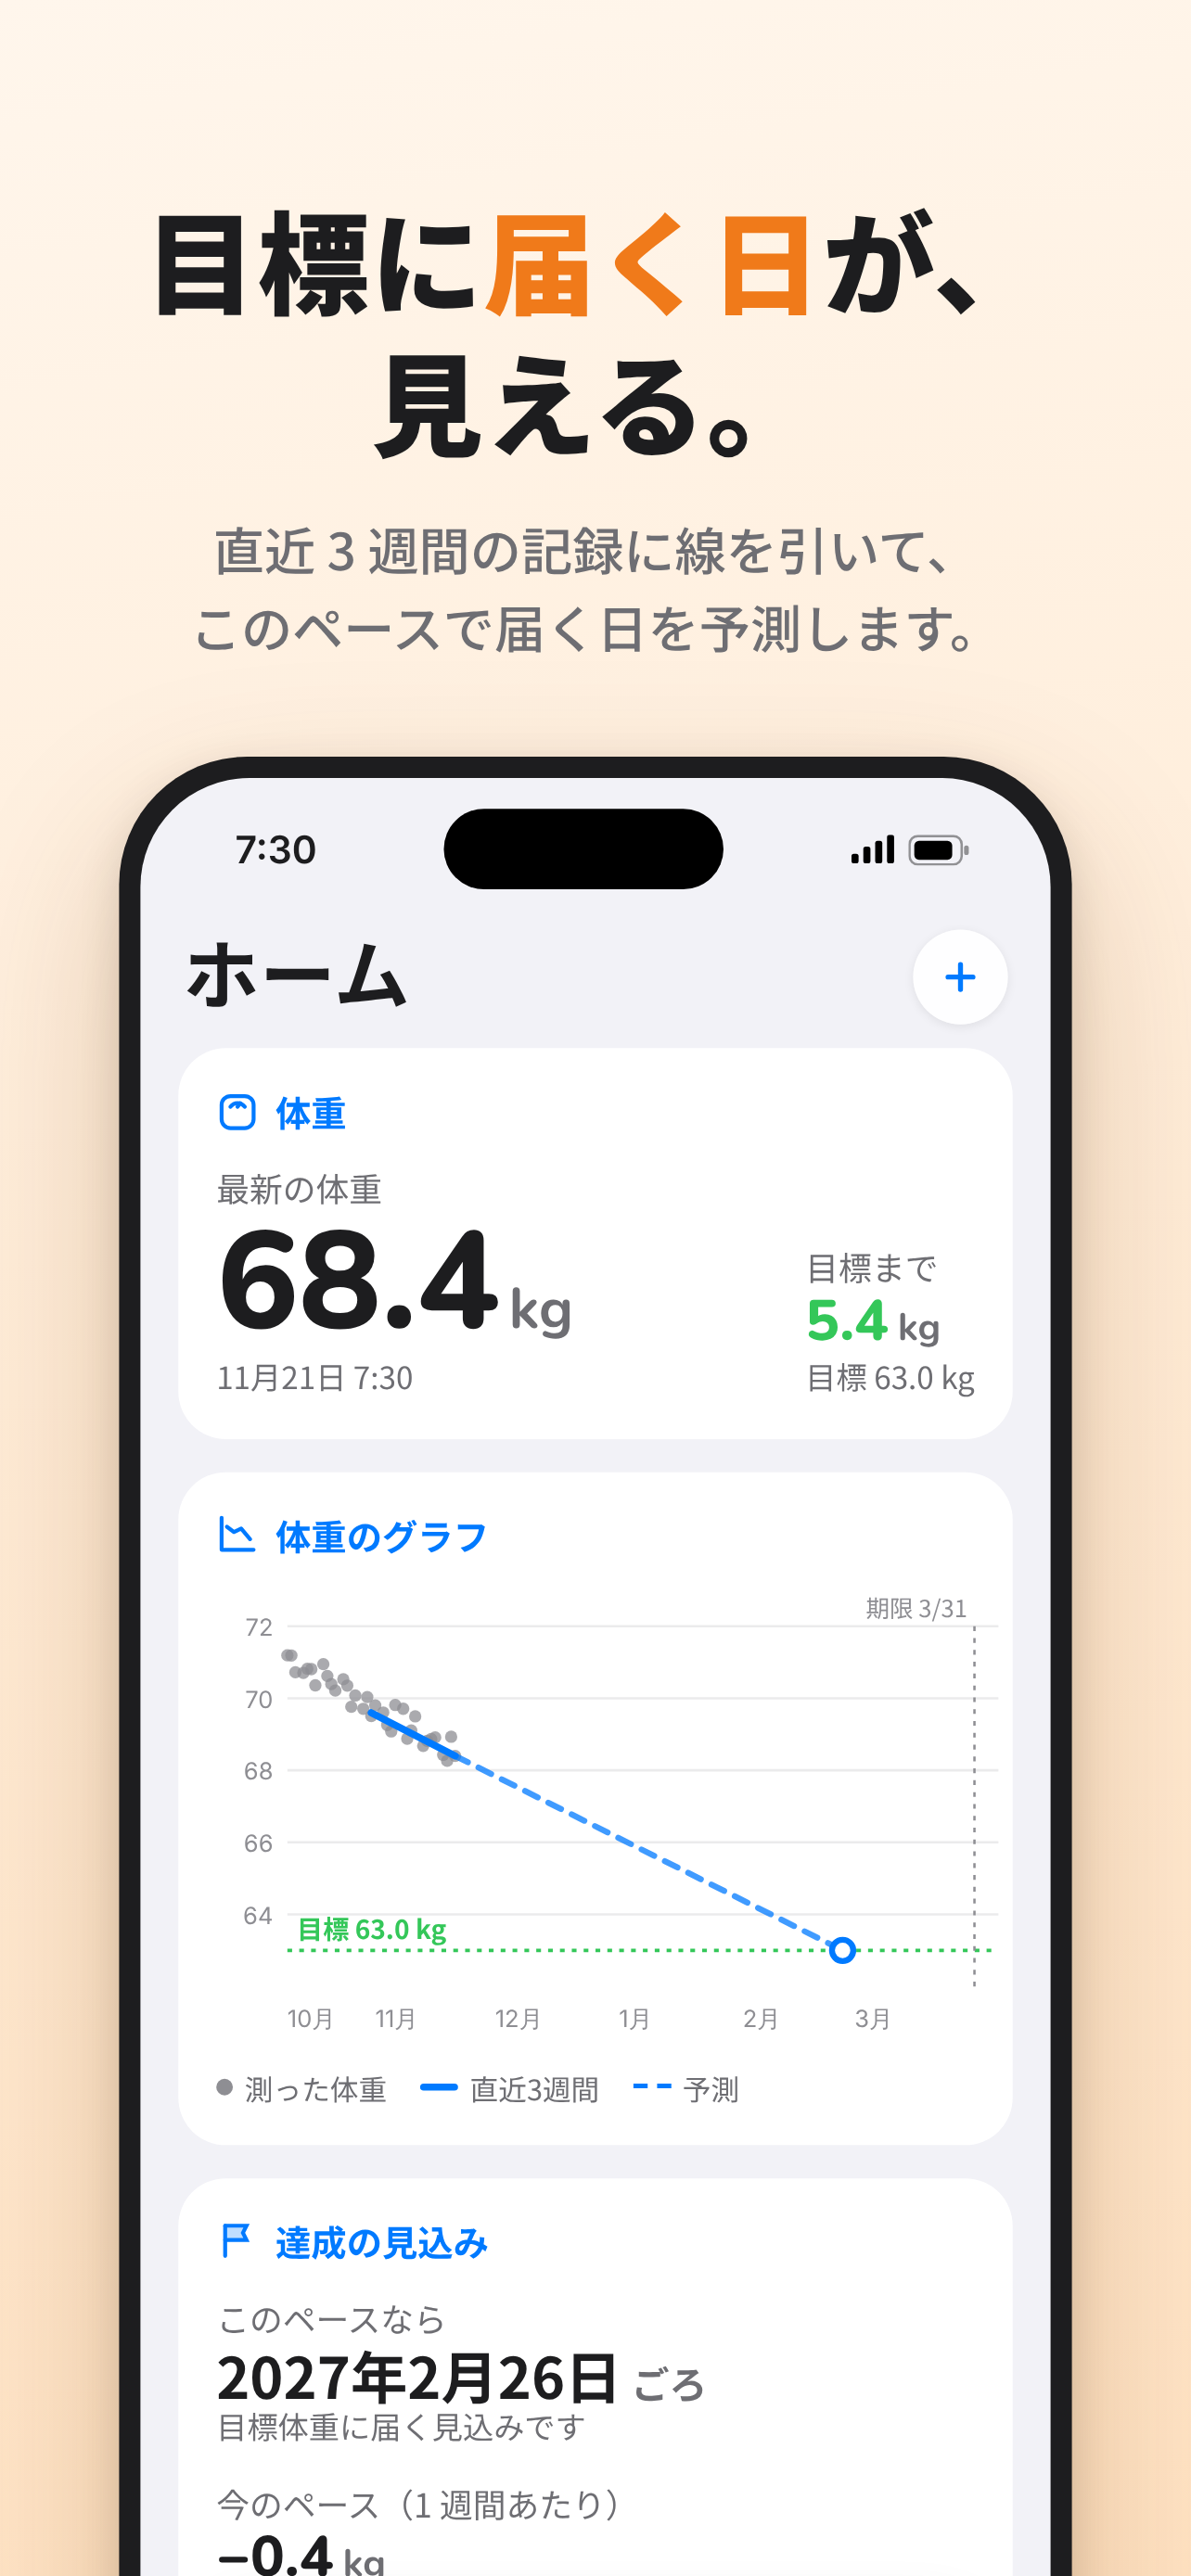 目標に届く日が、
見える。
直近 3 週間の記録に線を引いて、
このペースで届く日を予測します。
7:30
ホーム
体重
最新の体重
68.4 kg
11月21日 7:30
目標まで
5.4 kg
目標 63.0 kg
体重のグラフ
期限 3/31
72
70
68
66
64
目標 63.0 kg
10月 11月 12月 1月 2月 3月
測った体重 直近3週間 予測
達成の見込み
このペースなら
2027年2月26日 ごろ
目標体重に届く見込みです
今のペース（1 週間あたり）
−0.4 kg